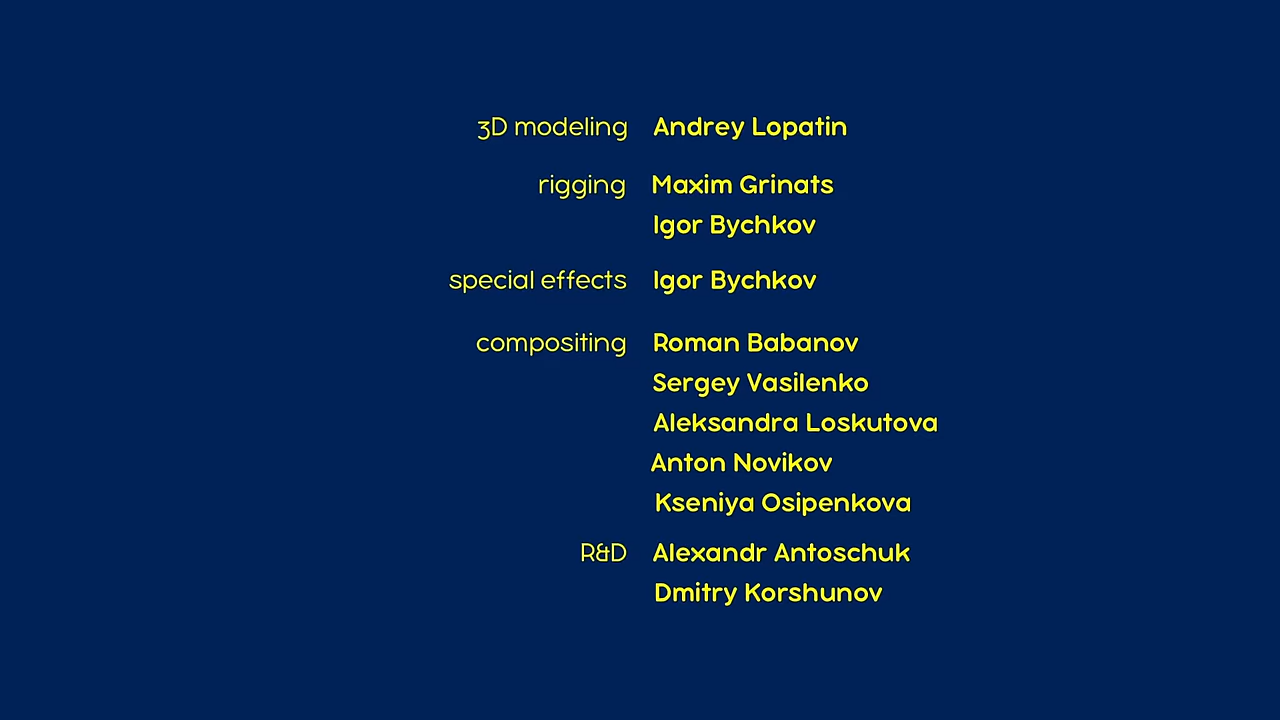 3D modeling Andrey Lopatin
rigging Maxim Grinats
Igor Bychkov
special effects Igor Bychkov
compositing Roman Babanov
Sergey Vasilenko
Aleksandra Loskutova
Anton Novikov
Kseniya Osipenkova
R&D Alexandr Antoschuk
Dmitry Korshunov